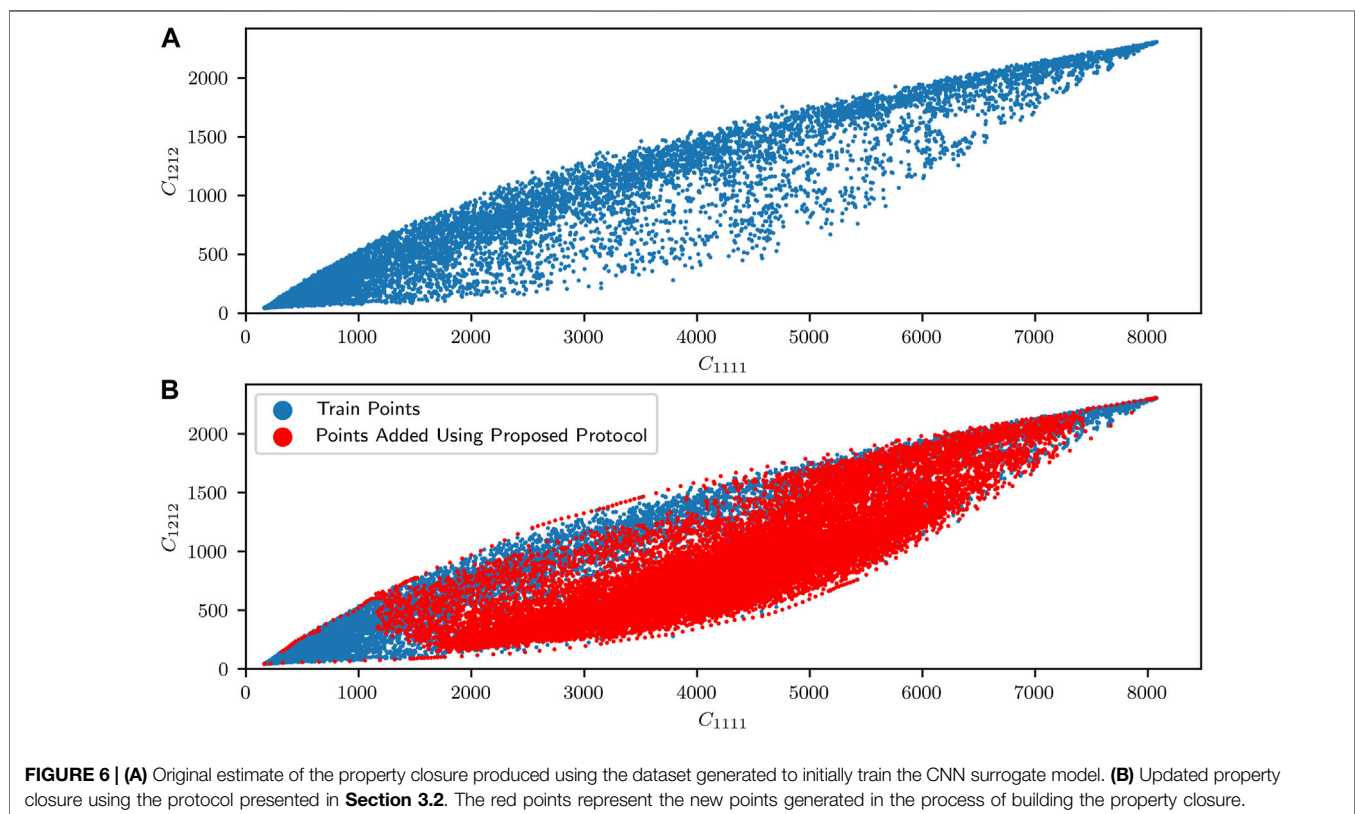 A
2000
1500
1000
500
0
C1212
0 1000 2000 3000 4000 5000 6000 7000 8000
C1111
B
Train Points
Points Added Using Proposed Protocol
2000
1500
1000
500
0
C1212
0 1000 2000 3000 4000 5000 6000 7000 8000
C1111
FIGURE 6 | (A) Original estimate of the property closure produced using the dataset generated to initially train the CNN surrogate model. (B) Updated property
closure using the protocol presented in Section 3.2. The red points represent the new points generated in the process of building the property closure.